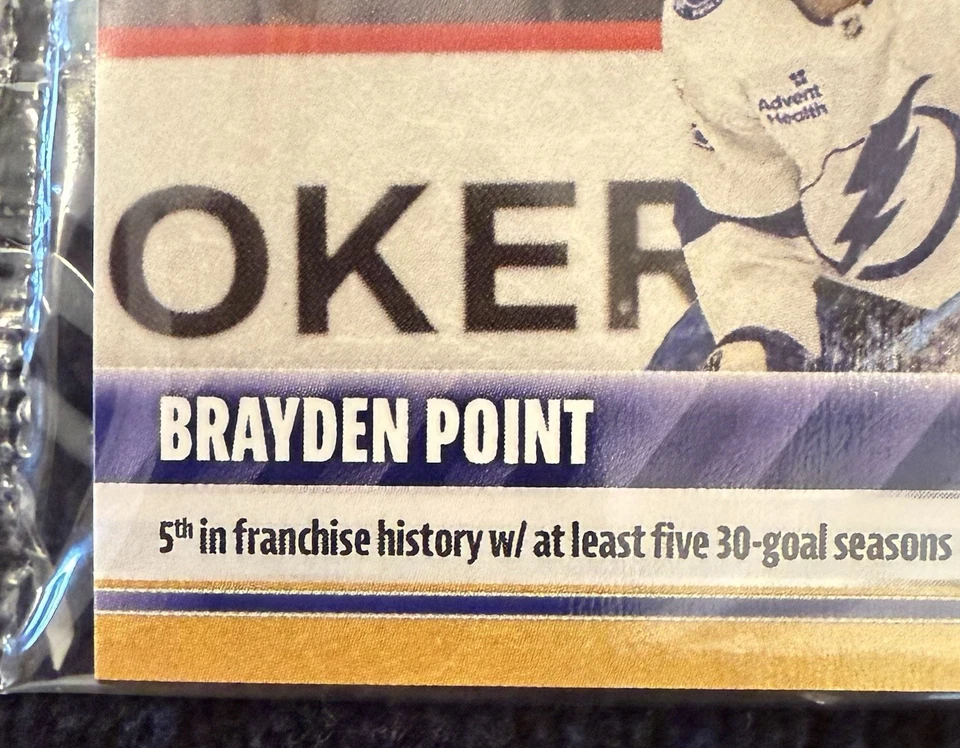 Advent
Health
OKER
BRAYDEN POINT
5th in franchise history w/ at least five 30-goal seasons